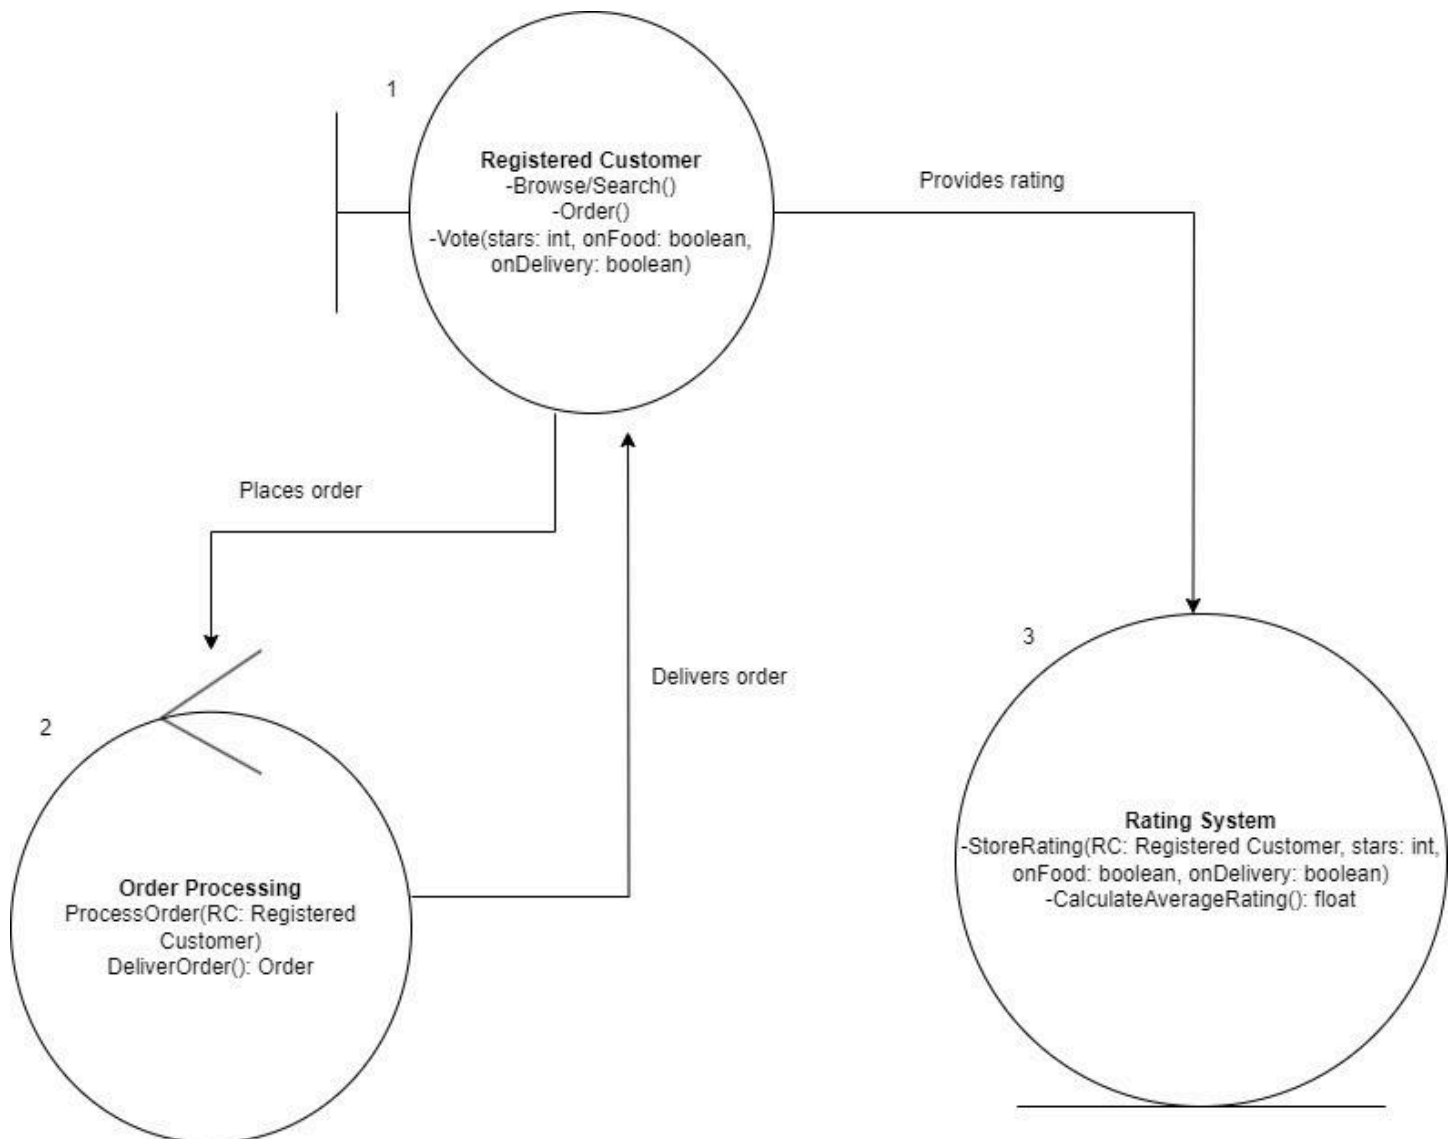 1
Registered Customer
-Browse/Search()
-Order()
-Vote(stars: int, onFood: boolean,
onDelivery: boolean)
Provides rating
Places order
Delivers order
2
Order Processing
ProcessOrder(RC: Registered
Customer)
DeliverOrder(): Order
3
Rating System
-StoreRating(RC: Registered Customer, stars: int,
onFood: boolean, onDelivery: boolean)
-CalculateAverageRating(): float